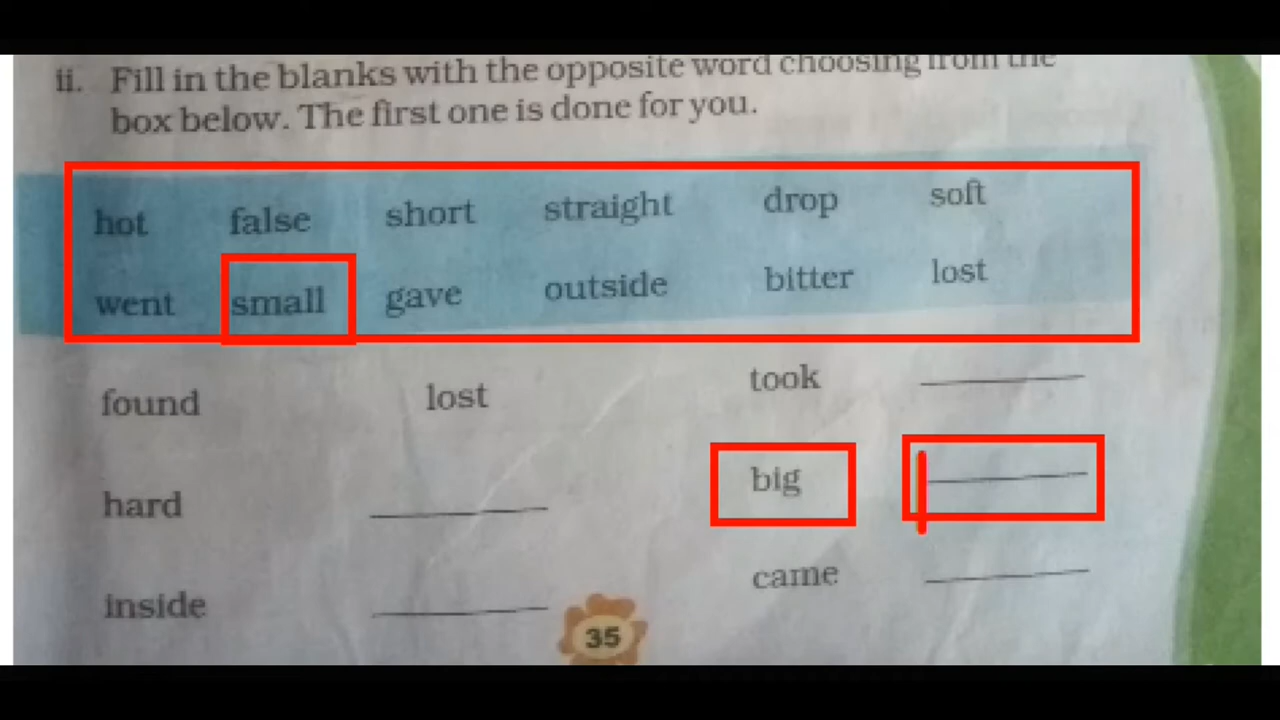 ii. Fill in the blanks with the opposite word choosing from the
box below. The first one is done for you.
hot false short straight drop soft
went small gave outside bitter lost
found lost took
hard big
inside came
35